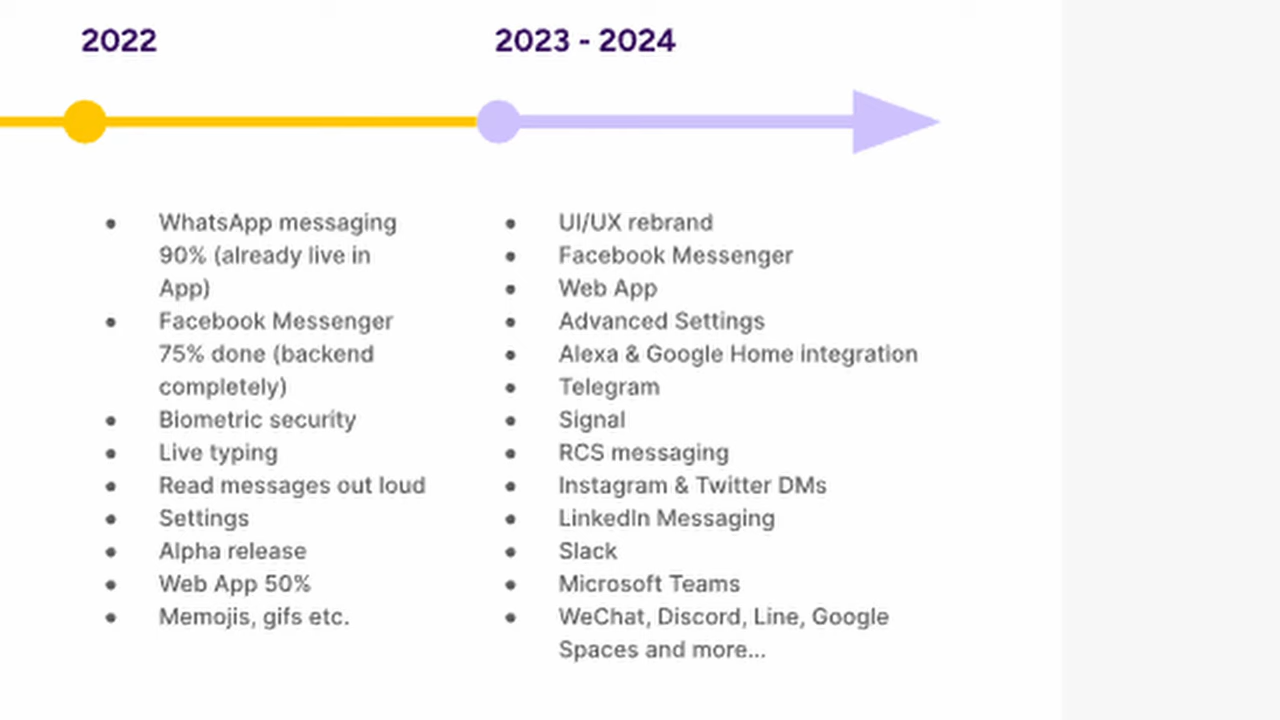 2022
• WhatsApp messaging
90% (already live in
App)
• Facebook Messenger
75% done (backend
completely)
• Biometric security
• Live typing
• Read messages out loud
• Settings
• Alpha release
• Web App 50%
• Memojis, gifs etc.
2023 - 2024
• UI/UX rebrand
• Facebook Messenger
• Web App
• Advanced Settings
• Alexa & Google Home integration
• Telegram
• Signal
• RCS messaging
• Instagram & Twitter DMs
• LinkedIn Messaging
• Slack
• Microsoft Teams
• WeChat, Discord, Line, Google
Spaces and more...